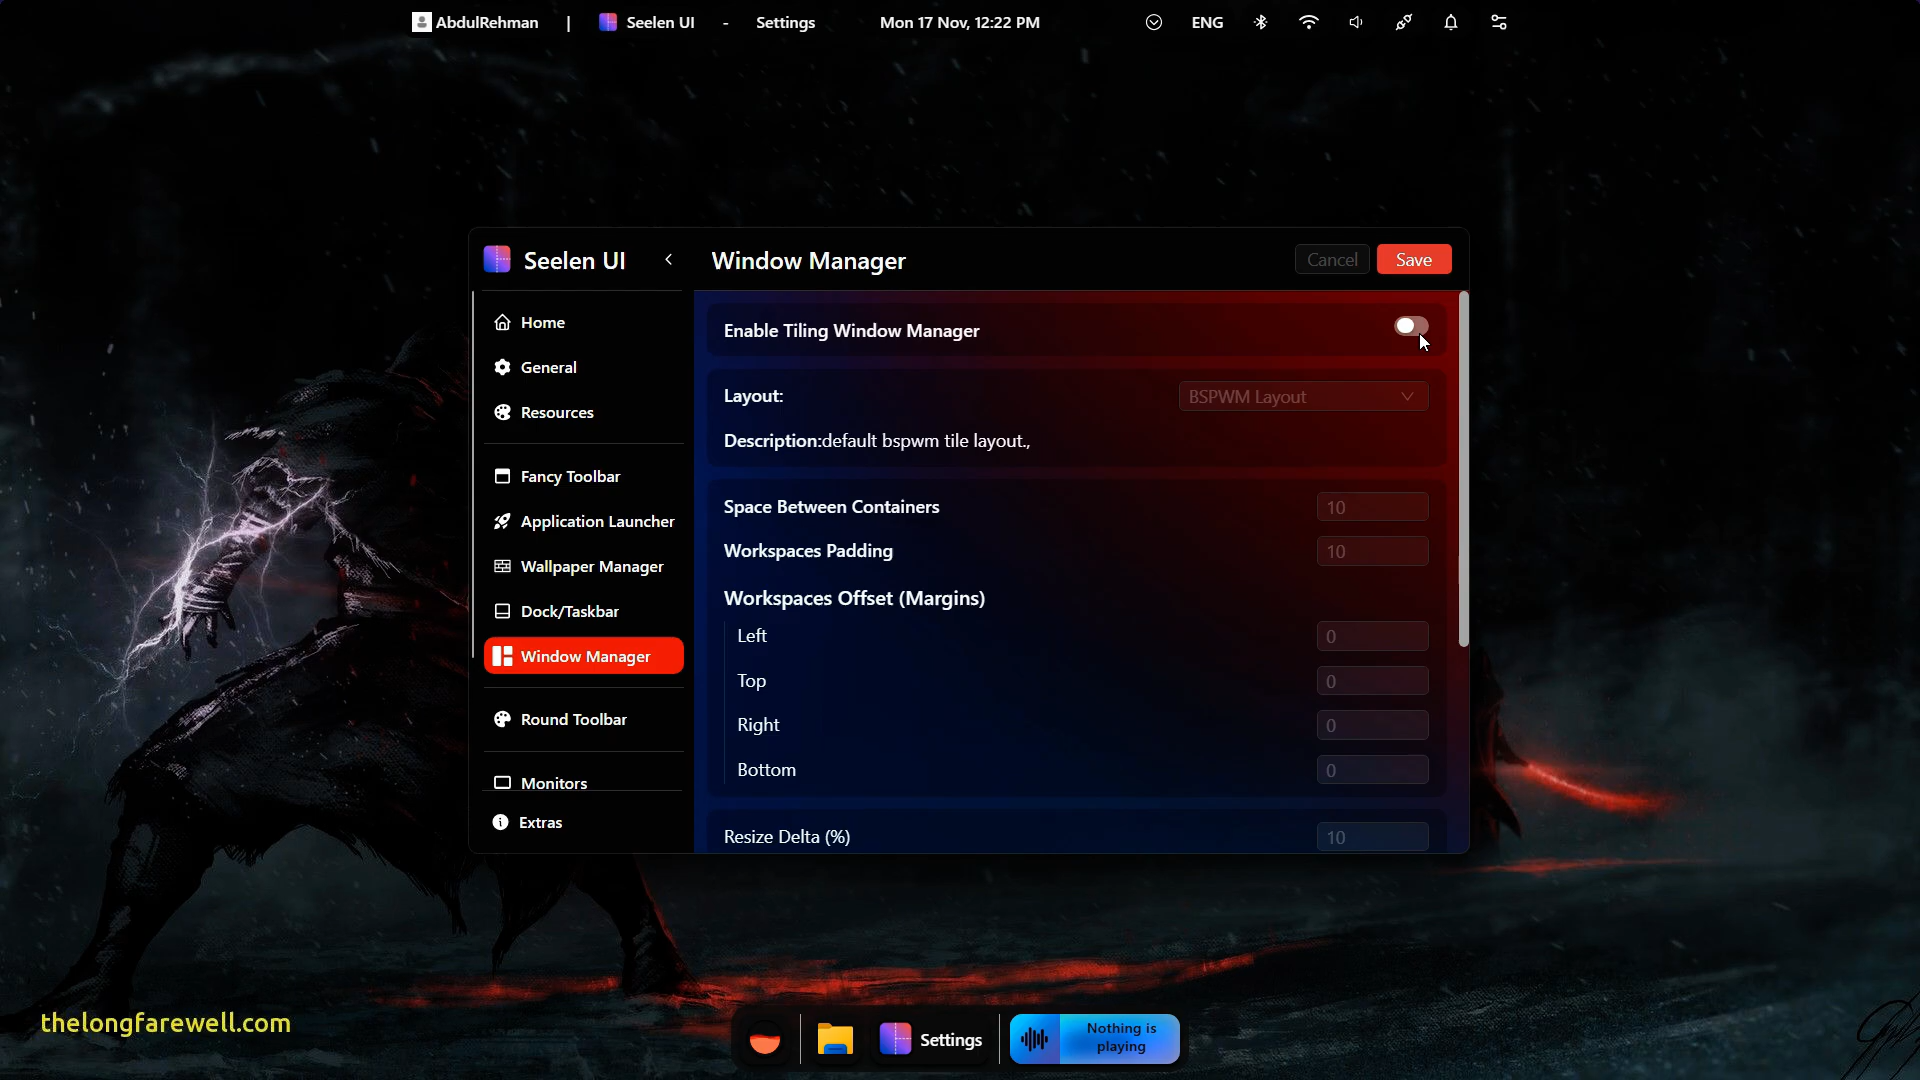 AbdulRehman | Seelen UI - Settings Mon 17 Nov, 12:22 PM ENG
Seelen UI
Window Manager
Cancel
Save
Home
General
Resources
Fancy Toolbar
Application Launcher
Wallpaper Manager
Dock/Taskbar
Window Manager
Round Toolbar
Monitors
Extras
Enable Tiling Window Manager
Layout: BSPWM Layout
Description:default bspwm tile layout.,
Space Between Containers 10
Workspaces Padding 10
Workspaces Offset (Margins)
Left 0
Top 0
Right 0
Bottom 0
Resize Delta (%) 10
thelongfarewell.com
Settings
Nothing is
playing